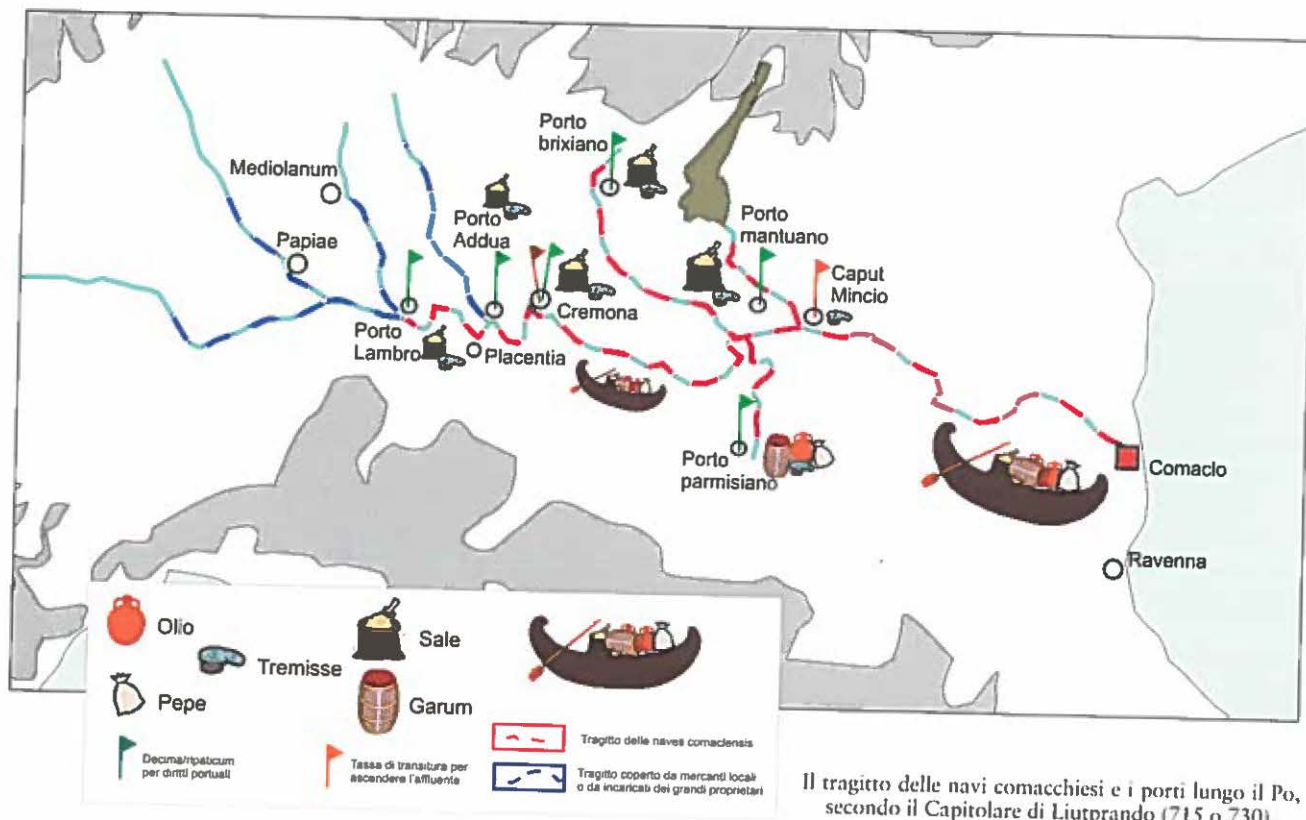 Porto
brixiano
Mediolanum
Porto
Addua
Porto
mantuano
Papiae
Caput
Mincio
Cremona
Porto
Lambro
Placentia
Porto
parmisiano
Comaclo
Ravenna
Olio
Sale
Tremisse
Pepe
Garum
Decima/ripaticum
per diritti portuali
Tassa di transitura per
ascendere l'affluente
Tragitto delle naves comaclensis
Tragitto coperto da mercanti locali
o da incaricati dei grandi proprietari
Il tragitto delle navi comacchiesi e i porti lungo il Po,
secondo il Capitolare di Liutprando (715 o 730)